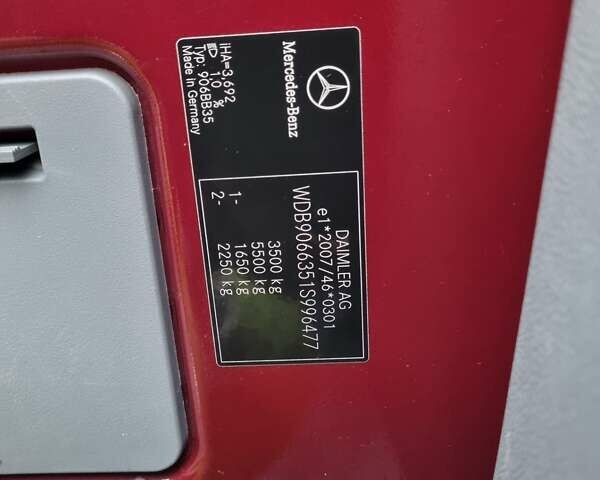 Mercedes-Benz
iHA=3,692
1,0 %
Typ: 906BB35
Made in Germany
DAIMLER AG
e1*2007/46*0301
WDB9066351S996477
3500 kg
5500 kg
1- 1650 kg
2- 2250 kg